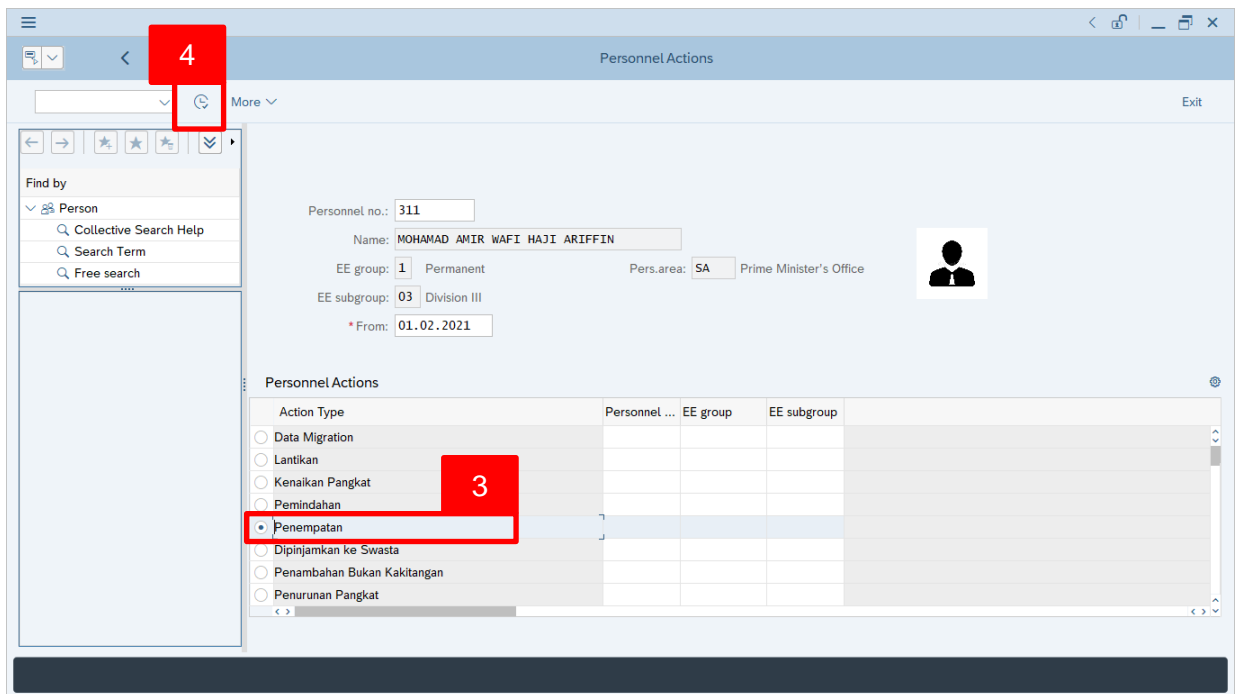 4
Personnel Actions
More
Exit
Find by
Person
Collective Search Help
Search Term
Free search
Personnel no.: 311
Name: MOHAMAD AMIR WAFI HAJI ARIFFIN
EE group: 1 Permanent Pers.area: SA Prime Minister's Office
EE subgroup: 03 Division III
* From: 01.02.2021
Personnel Actions
Action Type Personnel ... EE group EE subgroup
Data Migration
Lantikan
Kenaikan Pangkat
3
Pemindahan
Penempatan
Dipinjamkan ke Swasta
Penambahan Bukan Kakitangan
Penurunan Pangkat